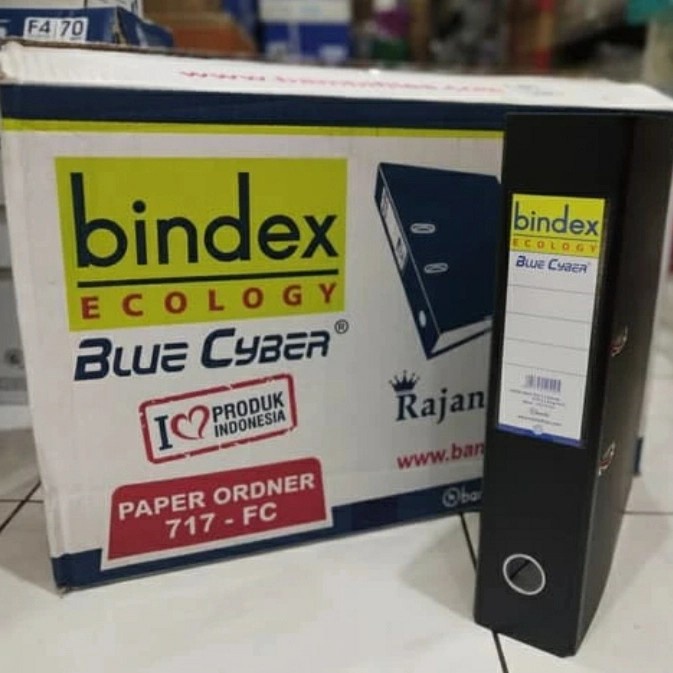 F4 70
bindex
ECOLOGY
BLUE CYBER®
I PRODUK
INDONESIA
PAPER ORDNER
717 - FC
Rajan
www.ban
bindex
ECOLOGY
BLUE CYBER